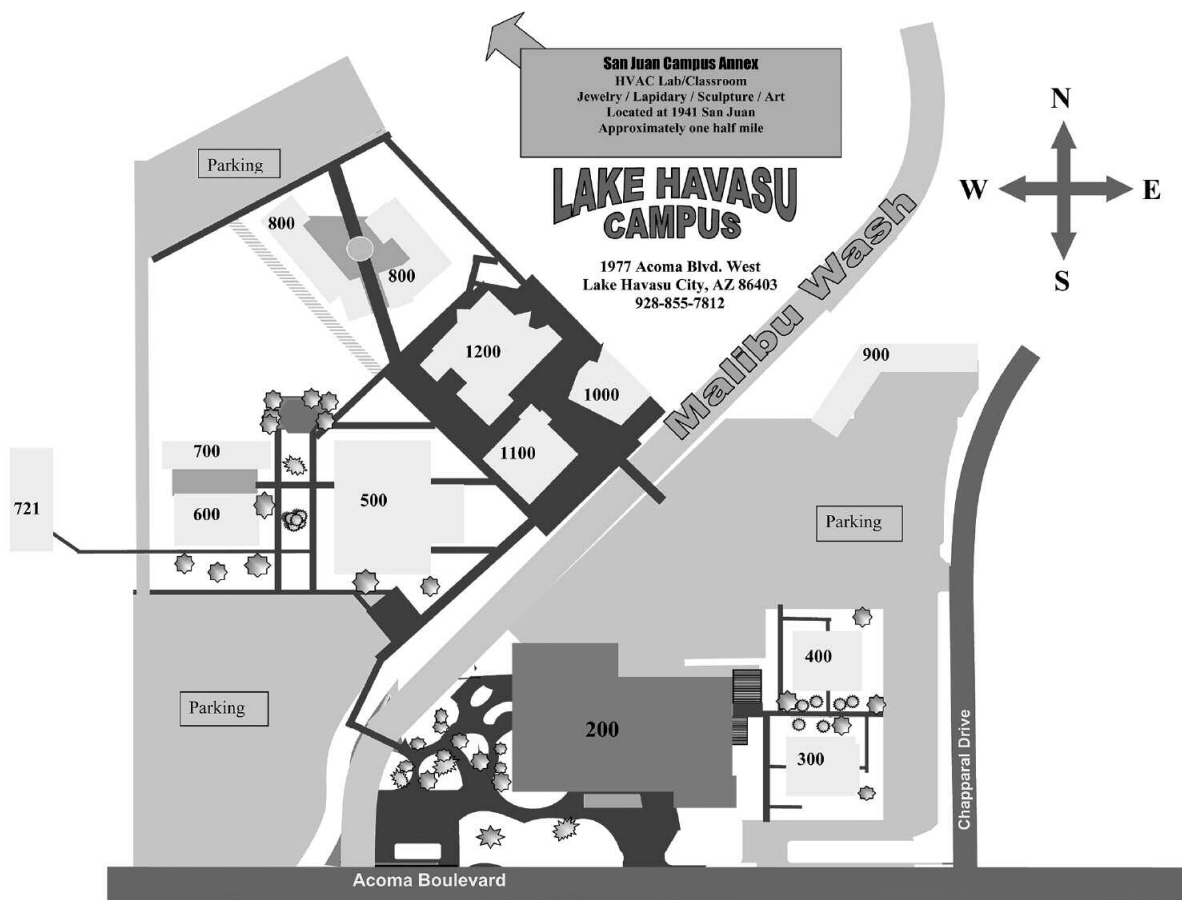 San Juan Campus Annex
HVAC Lab/Classroom
Jewelry / Lapidary / Sculpture / Art
Located at 1941 San Juan
Approximately one half mile
LAKE HAVASU
CAMPUS
1977 Acoma Blvd. West
Lake Havasu City, AZ 86403
928-855-7812
N
W
E
S
Parking
800
800
Malibu Wash
1200
900
1000
700
1100
721
500
600
Parking
400
Parking
200
300
Chapparal Drive
Acoma Boulevard